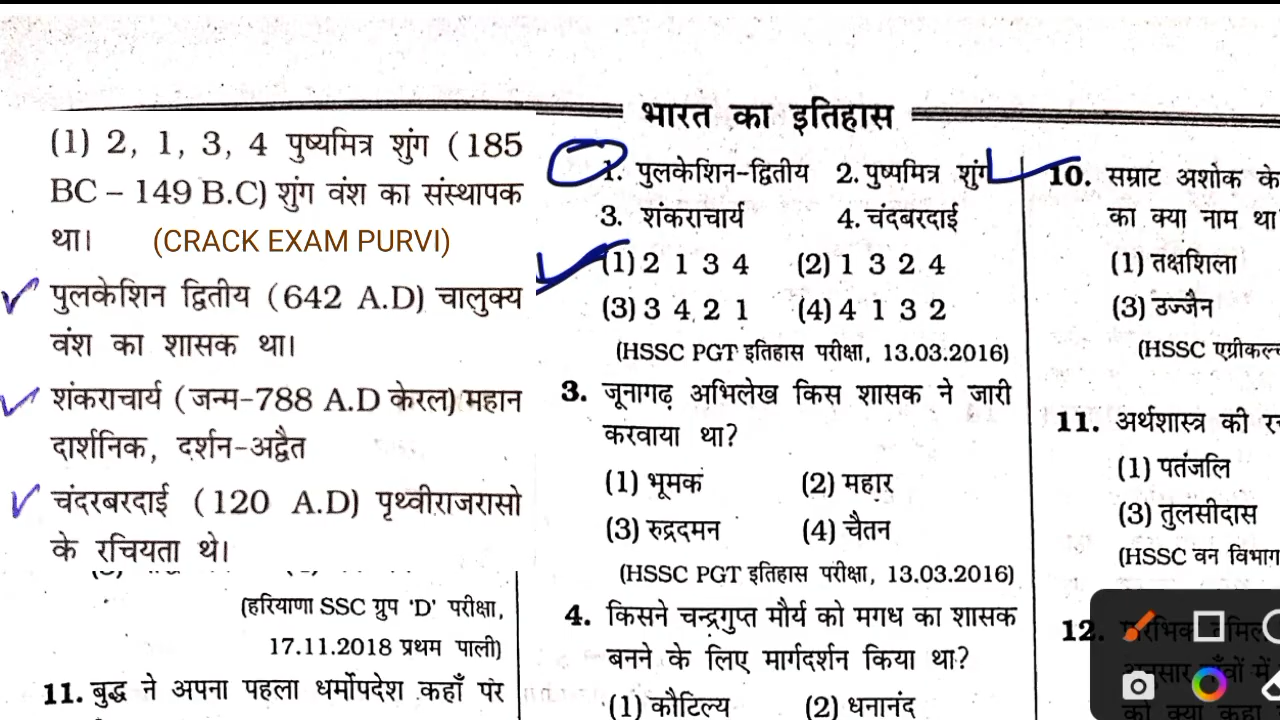 भारत का इतिहास
(1) 2, 1, 3, 4 पुष्यमित्र शुंग (185
BC – 149 B.C) शुंग वंश का संस्थापक
था। (CRACK EXAM PURVI)
पुलकेशिन द्वितीय (642 A.D) चालुक्य
वंश का शासक था।
शंकराचार्य (जन्म-788 A.D केरल) महान
दार्शनिक, दर्शन-अद्वैत
चंदरबरदाई (120 A.D) पृथ्वीराजरासो
के रचियता थे।
(हरियाणा SSC ग्रुप 'D' परीक्षा,
17.11.2018 प्रथम पाली)
11. बुद्ध ने अपना पहला धर्मोपदेश कहाँ पर
1. पुलकेशिन-द्वितीय 2. पुष्पमित्र शुंग
3. शंकराचार्य 4. चंदबरदाई
(1) 2 1 3 4 (2) 1 3 2 4
(3) 3 4 2 1 (4) 4 1 3 2
(HSSC PGT इतिहास परीक्षा, 13.03.2016)
3. जूनागढ़ अभिलेख किस शासक ने जारी
करवाया था?
(1) भूमक (2) महार
(3) रुद्रदमन (4) चैतन
(HSSC PGT इतिहास परीक्षा, 13.03.2016)
4. किसने चन्द्रगुप्त मौर्य को मगध का शासक
बनने के लिए मार्गदर्शन किया था?
(1) कौटिल्य (2) धनानंद
10. सम्राट अशोक के
का क्या नाम था
(1) तक्षशिला
(3) उज्जैन
(HSSC
11. अर्थशास्त्र की
(1) पतंजलि
(3) तुलसीदास
(HSSC वन विभाग
12.